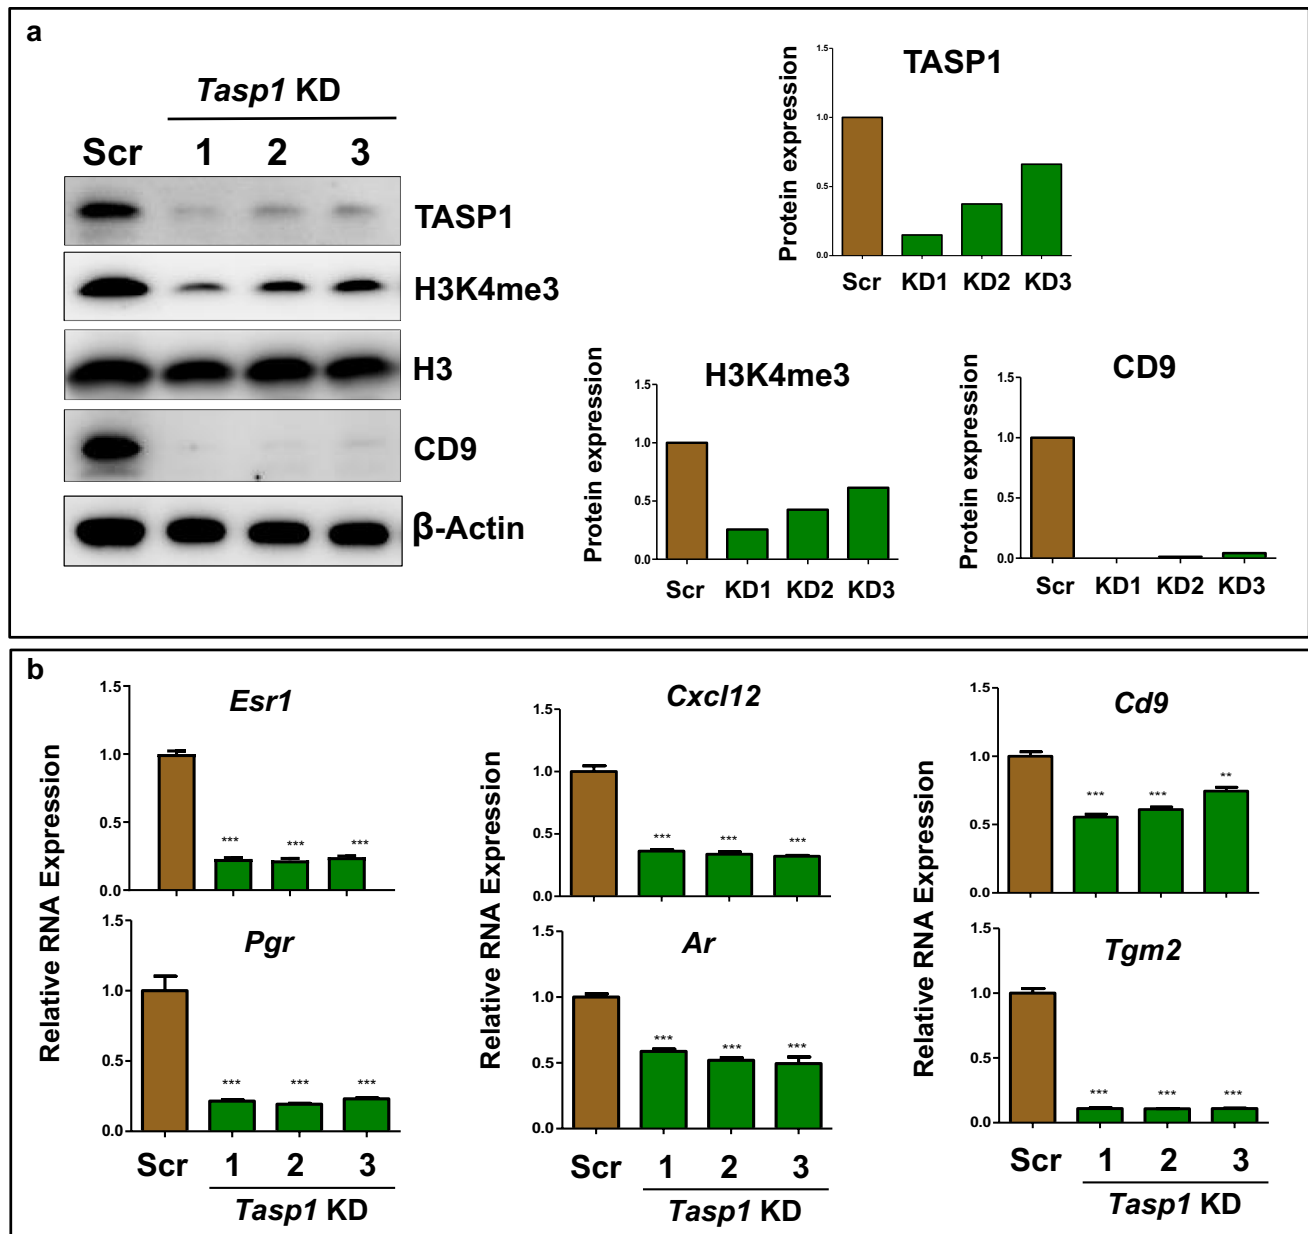 a
Tasp1 KD
Scr 1 2 3
TASP1
H3K4me3
H3
CD9
β-Actin
TASP1
Protein expression
1.5
1.0
0.5
0.0
Scr KD1 KD2 KD3
H3K4me3
Protein expression
1.5
1.0
0.5
0.0
Scr KD1 KD2 KD3
CD9
Protein expression
1.5
1.0
0.5
0.0
Scr KD1 KD2 KD3
b
Relative RNA Expression
Esr1
1.5
1.0
0.5
0.0
*** *** ***
Pgr
1.5
1.0
0.5
0.0
*** *** ***
Scr 1 2 3
Tasp1 KD
Relative RNA Expression
Cxcl12
1.5
1.0
0.5
0.0
*** *** ***
Ar
1.5
1.0
0.5
0.0
*** *** ***
Scr 1 2 3
Tasp1 KD
Relative RNA Expression
Cd9
1.5
1.0
0.5
0.0
*** *** **
Tgm2
1.5
1.0
0.5
0.0
*** *** ***
Scr 1 2 3
Tasp1 KD